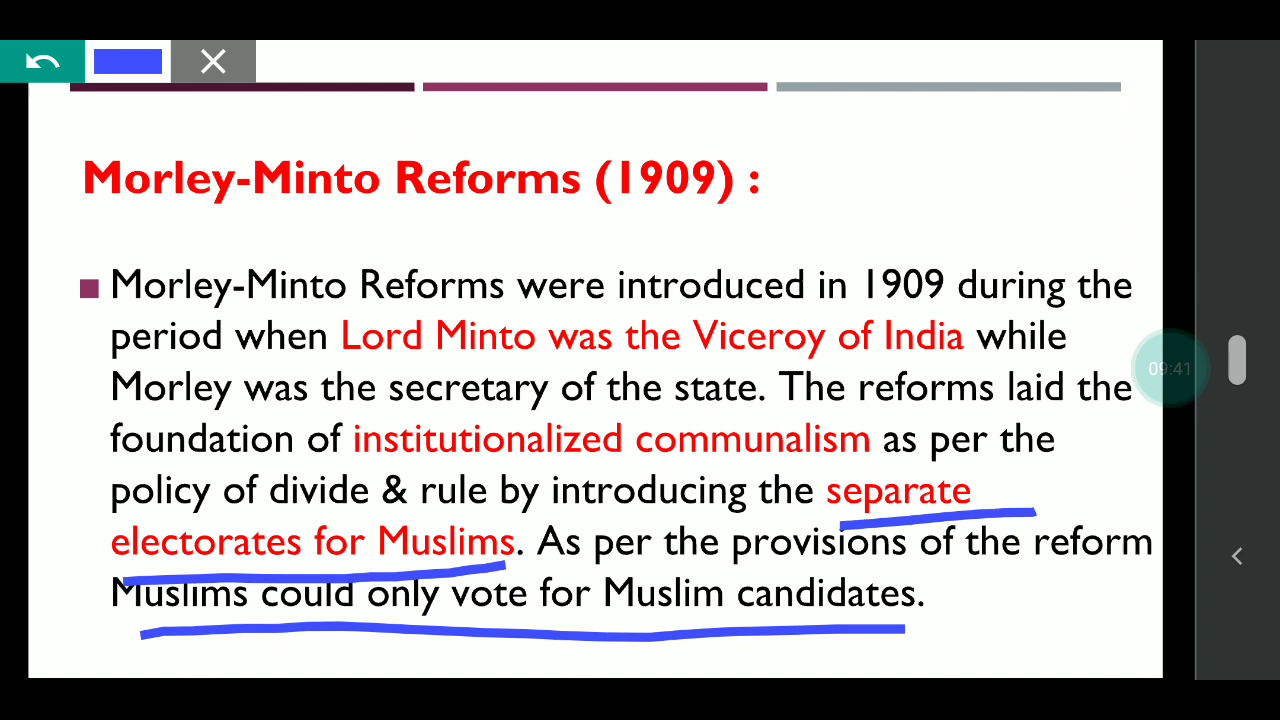 Morley-Minto Reforms (1909) :
Morley-Minto Reforms were introduced in 1909 during the
period when Lord Minto was the Viceroy of India while
Morley was the secretary of the state. The reforms laid the
foundation of institutionalized communalism as per the
policy of divide & rule by introducing the separate
electorates for Muslims. As per the provisions of the reform
Muslims could only vote for Muslim candidates.
09:41